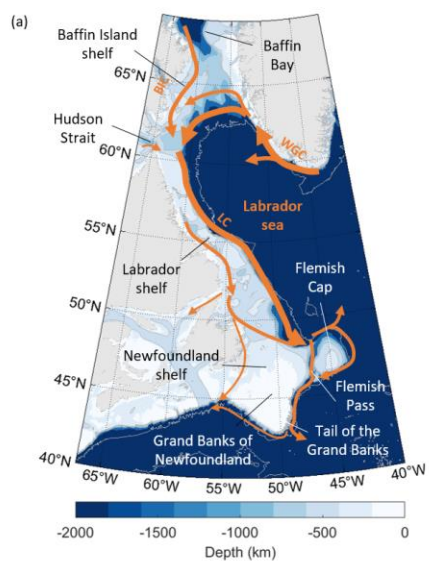 (a)
Baffin Island
shelf
Baffin
Bay
65°N
BIC
Hudson
Strait
WGC
60°N
Labrador
sea
LC
55°N
Labrador
shelf
Flemish
Cap
50°N
Newfoundland
shelf
45°N
Flemish
Pass
Grand Banks of
Newfoundland
Tail of the
Grand Banks
40°N
65°W
60°W
55°W
50°W
45°W
40°W
-2000
-1500
-1000
-500
0
Depth (km)